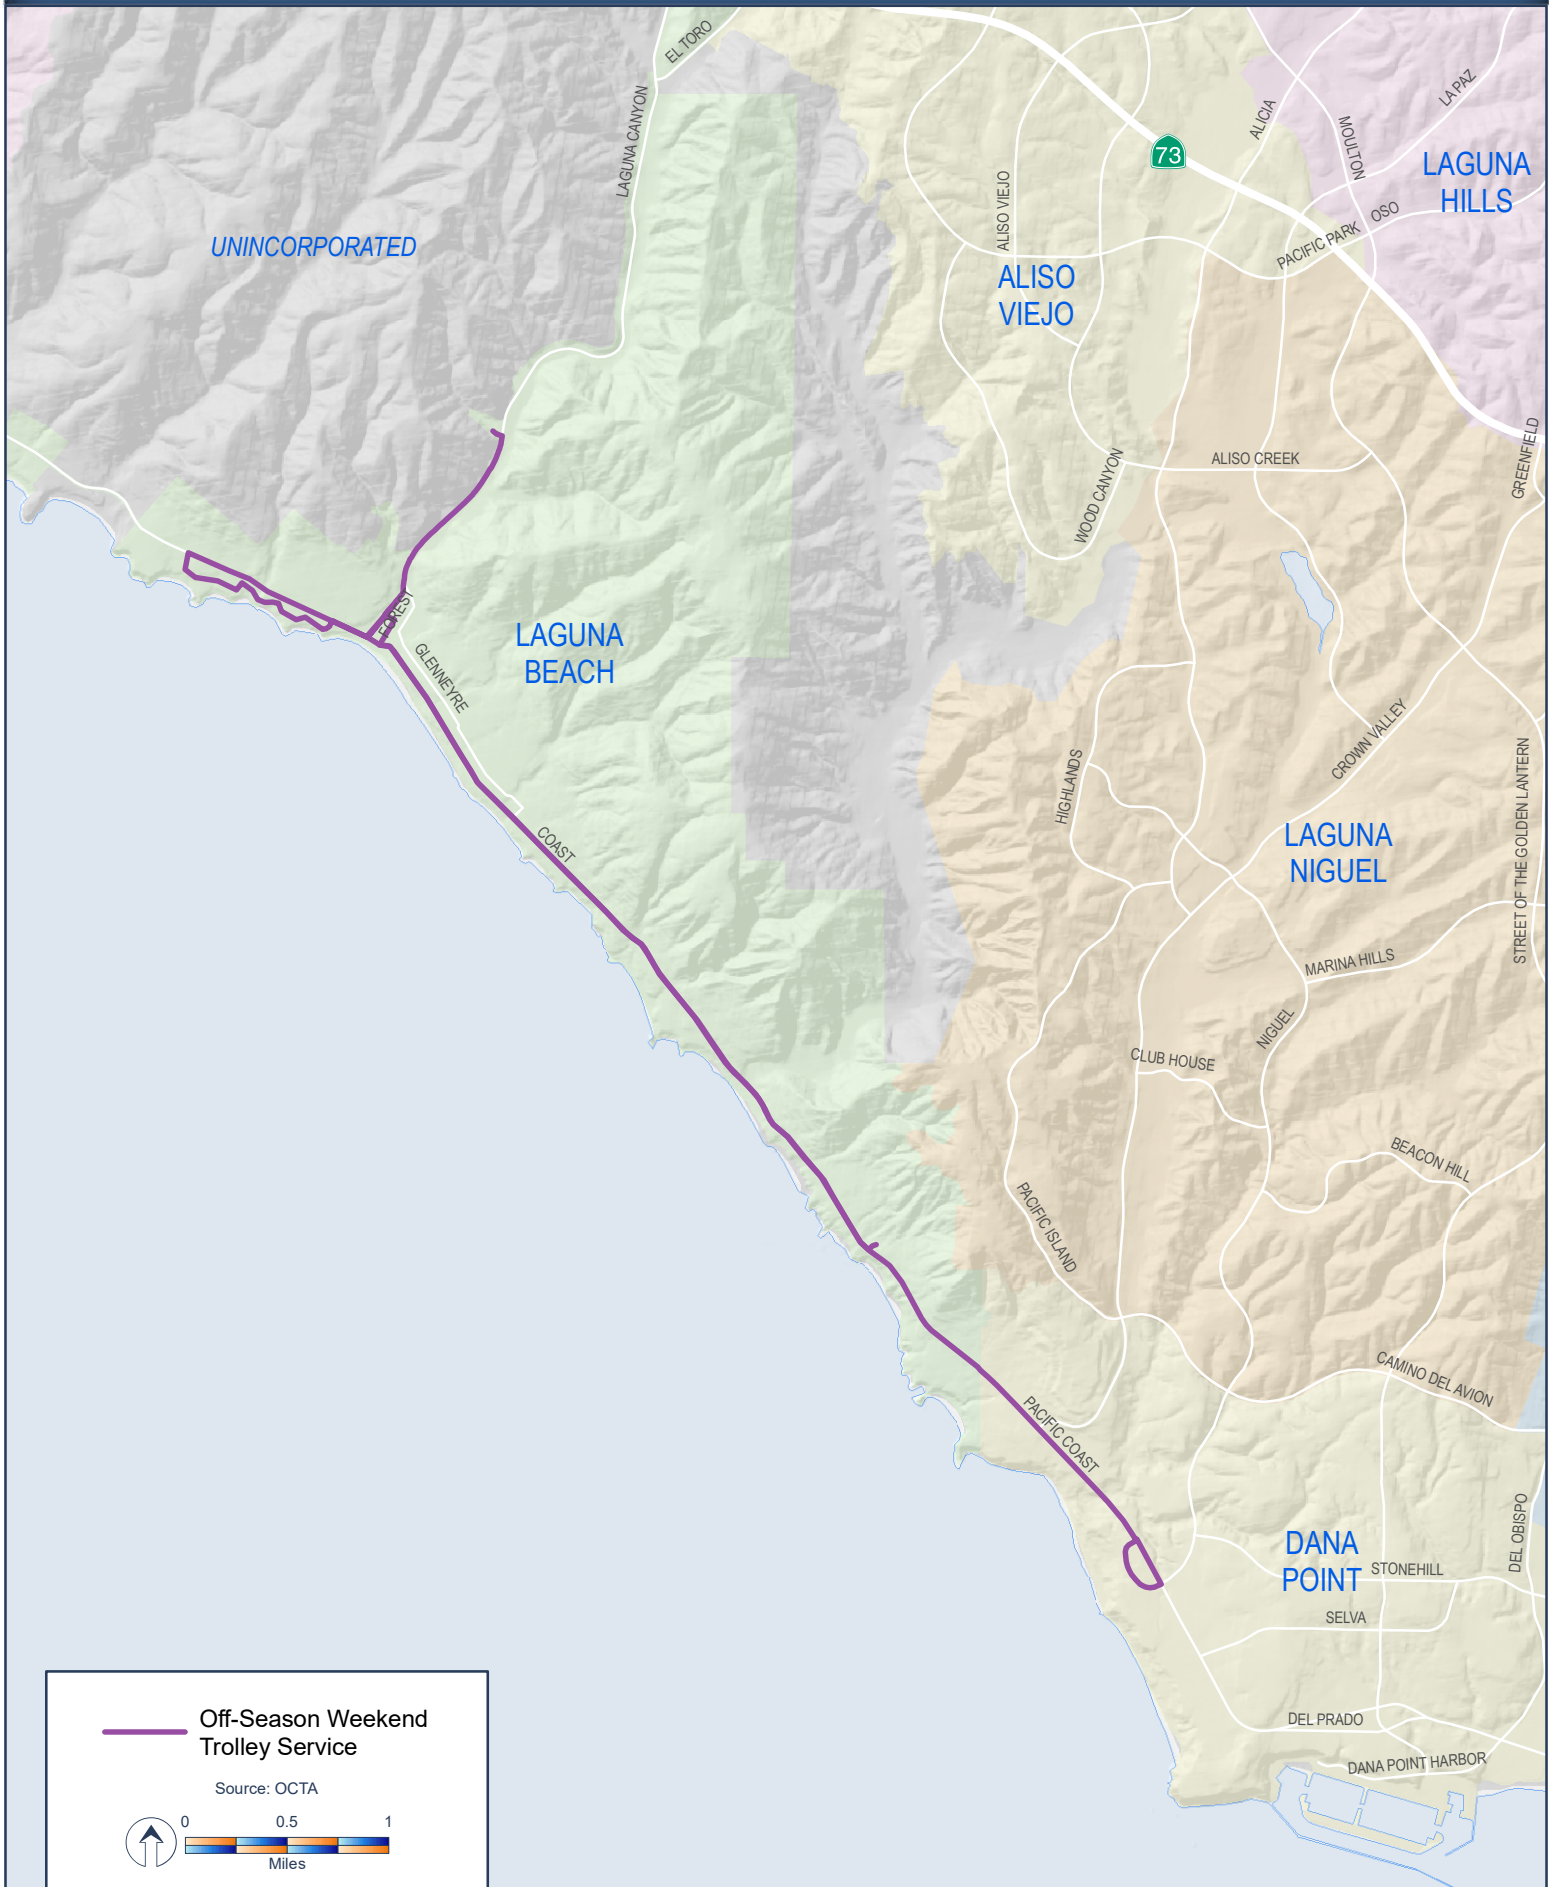 EL TORO
LAGUNA CANYON
ALICIA
LA PAZ
MOULTON
73
LAGUNA
HILLS
ALISO VIEJO
OSO
PACIFIC PARK
UNINCORPORATED
ALISO
VIEJO
ALISO CREEK
GREENFIELD
WOOD CANYON
FOREST
LAGUNA
BEACH
GLENNEYRE
CROWN VALLEY
HIGHLANDS
STREET OF THE GOLDEN LANTERN
COAST
LAGUNA
NIGUEL
MARINA HILLS
NIGUEL
CLUB HOUSE
BEACON HILL
PACIFIC ISLAND
CAMINO DEL AVION
PACIFIC COAST
DEL OBISPO
DANA
POINT
STONEHILL
SELVA
DEL PRADO
DANA POINT HARBOR
Off-Season Weekend
Trolley Service
Source: OCTA
0 0.5 1
Miles